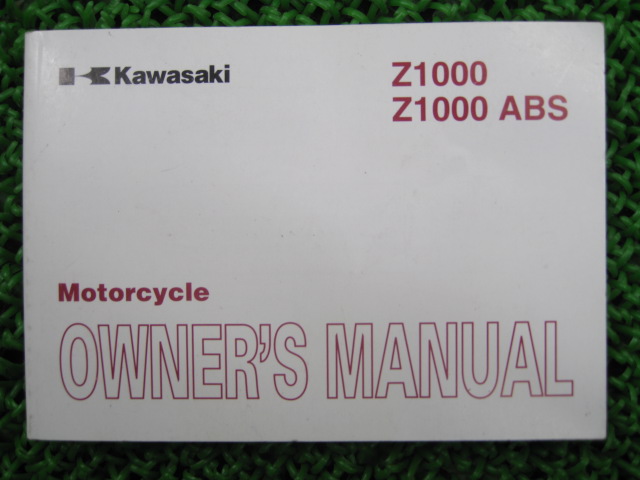 Kawasaki
Z1000
Z1000 ABS
Motorcycle
OWNER'S MANUAL